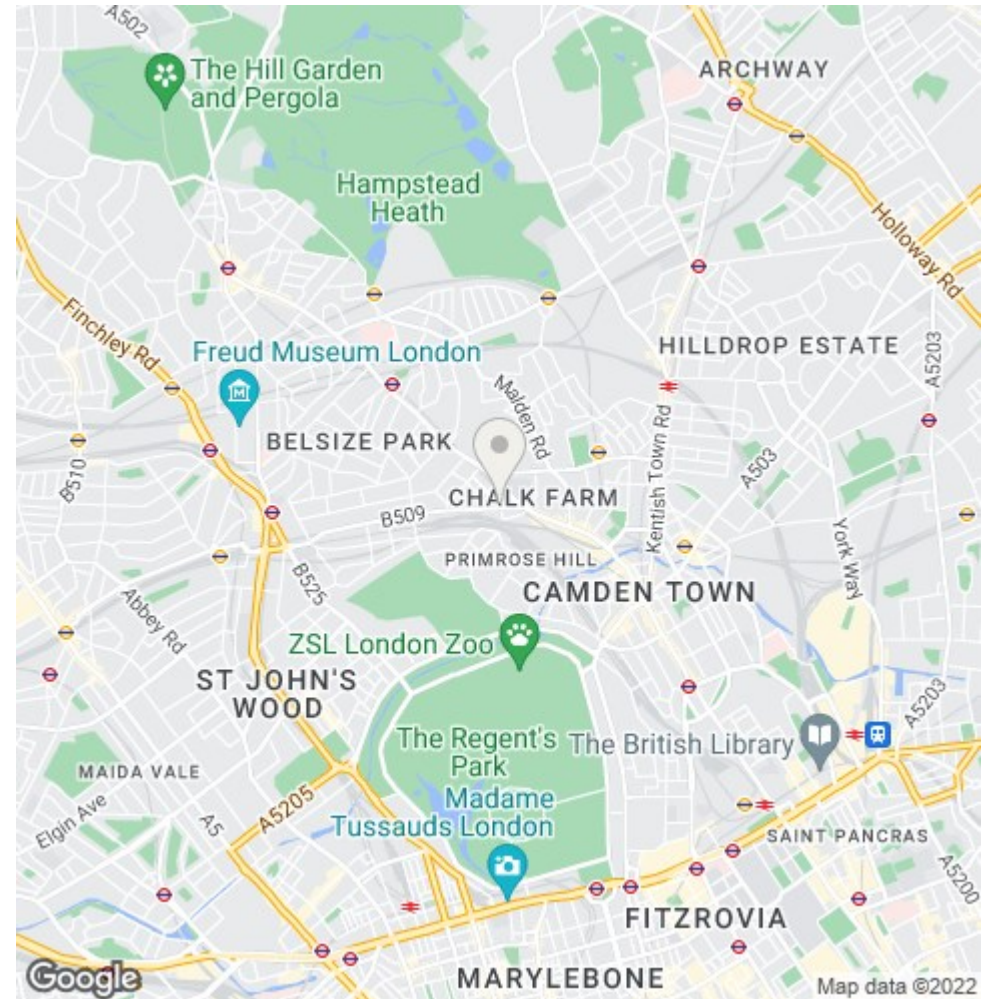 A502
The Hill Garden
and Pergola
ARCHWAY
Hampstead
Heath
Holloway Rd
Finchley Rd
Freud Museum London
HILLDROP ESTATE
A5203
Malden Rd
BELSIZE PARK
B510
Kentish Town Rd
A503
CHALK FARM
B509
York Way
PRIMROSE HILL
B525
CAMDEN TOWN
Abbey Rd
ZSL London Zoo
ST JOHN'S
WOOD
A5203
The Regent's
Park
The British Library
MAIDA VALE
Madame
Tussauds London
A5205
Elgin Ave
A5
SAINT PANCRAS
A5200
FITZROVIA
MARYLEBONE
Google
Map data ©2022